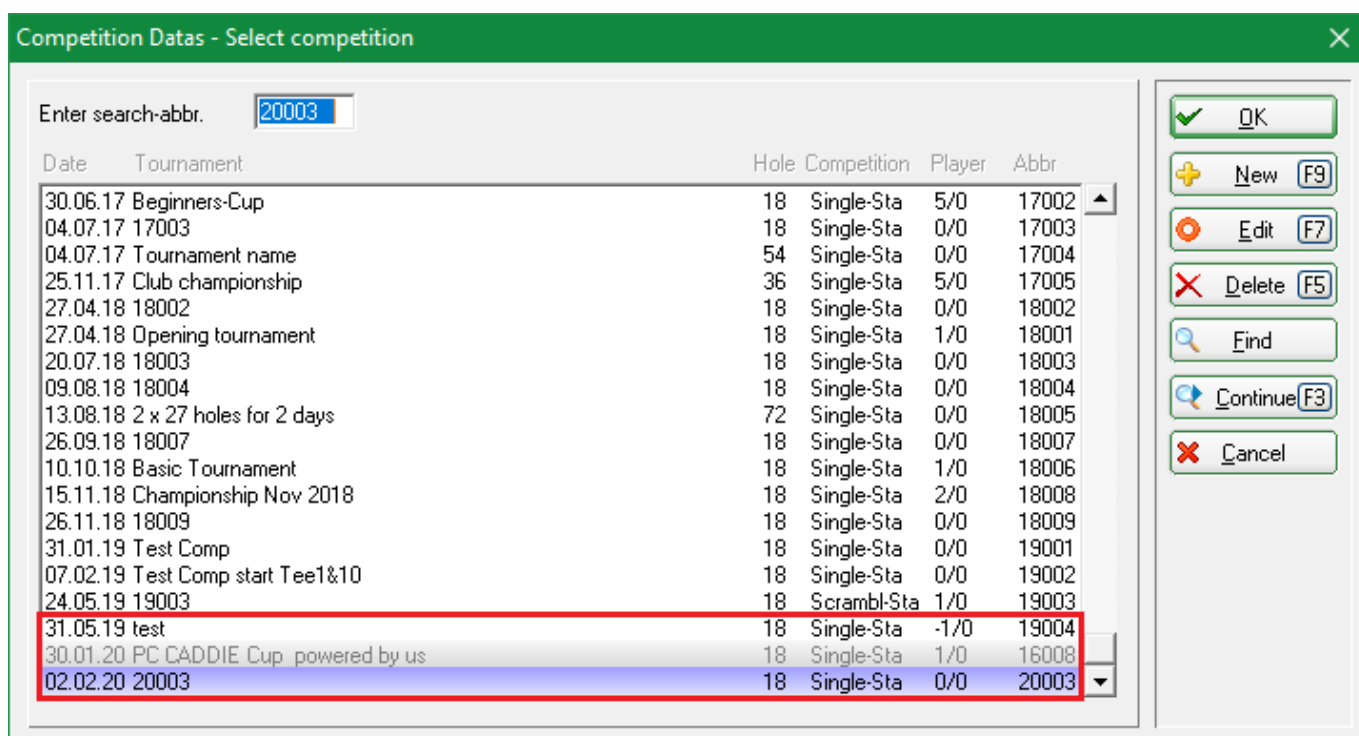 Competition Datas - Select competition
Enter search-abbr. 20003
Date Tournament Hole Competition Player Abbr
30.06.17 Beginners-Cup 18 Single-Sta 5/0 17002
04.07.17 17003 18 Single-Sta 0/0 17003
04.07.17 Tournament name 54 Single-Sta 0/0 17004
25.11.17 Club championship 36 Single-Sta 5/0 17005
27.04.18 18002 18 Single-Sta 0/0 18002
27.04.18 Opening tournament 18 Single-Sta 1/0 18001
20.07.18 18003 18 Single-Sta 0/0 18003
09.08.18 18004 18 Single-Sta 0/0 18004
13.08.18 2 x 27 holes for 2 days 72 Single-Sta 0/0 18005
26.09.18 18007 18 Single-Sta 0/0 18007
10.10.18 Basic Tournament 18 Single-Sta 1/0 18006
15.11.18 Championship Nov 2018 18 Single-Sta 2/0 18008
26.11.18 18009 18 Single-Sta 0/0 18009
31.01.19 Test Comp 18 Single-Sta 0/0 19001
07.02.19 Test Comp start Tee1&10 18 Single-Sta 0/0 19002
24.05.19 19003 18 Scrambl-Sta 1/0 19003
31.05.19 test 18 Single-Sta -1/0 19004
30.01.20 PC CADDIE Cup powered by us 18 Single-Sta 1/0 16008
02.02.20 20003 18 Single-Sta 0/0 20003
OK
New F9
Edit F7
Delete F5
Find
Continue F3
Cancel